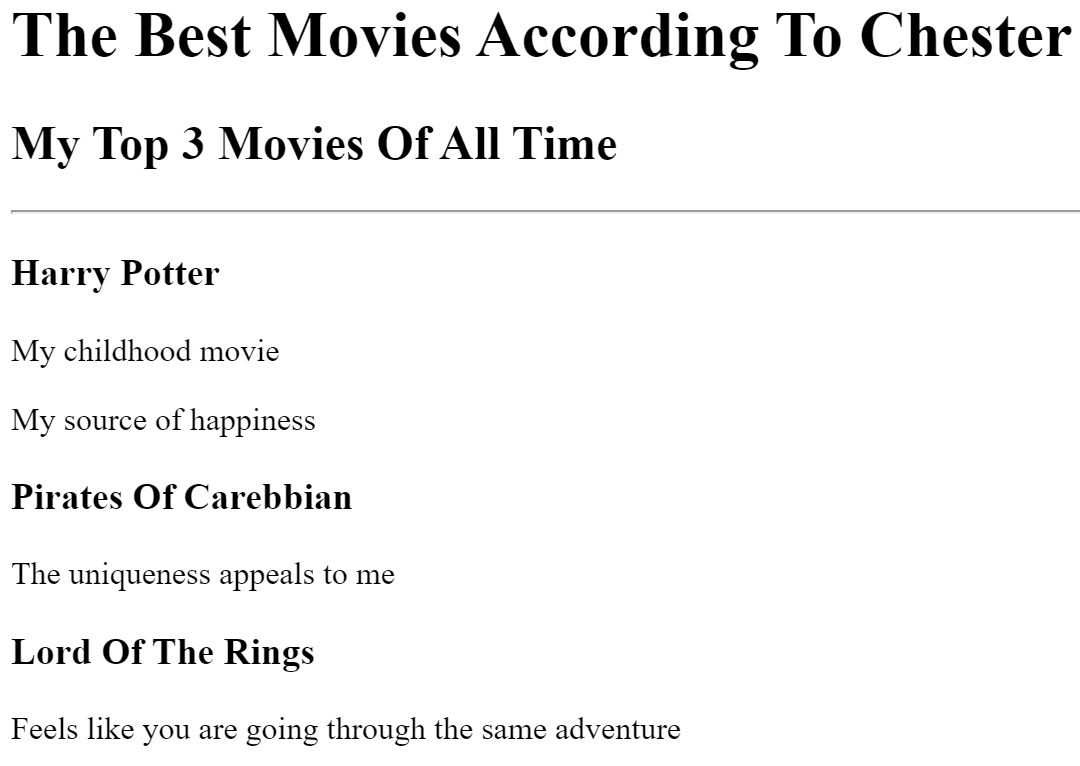 The Best Movies According To Chester
My Top 3 Movies Of All Time
Harry Potter
My childhood movie
My source of happiness
Pirates Of Carebbian
The uniqueness appeals to me
Lord Of The Rings
Feels like you are going through the same adventure